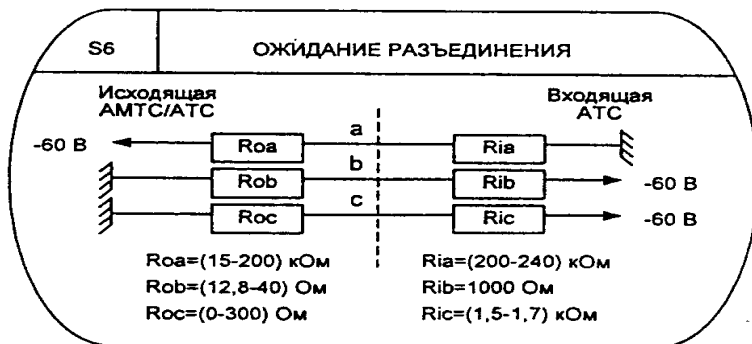 S6 ОЖИДАНИЕ РАЗЪЕДИНЕНИЯ
Исходящая
АМТС/АТС
Входящая
АТС
-60 В Roa a Ria
Rob b Rib -60 В
Roc c Ric -60 В
Roa=(15-200) кОм Ria=(200-240) кОм
Rob=(12,8-40) Ом Rib=1000 Ом
Roc=(0-300) Ом Ric=(1,5-1,7) кОм